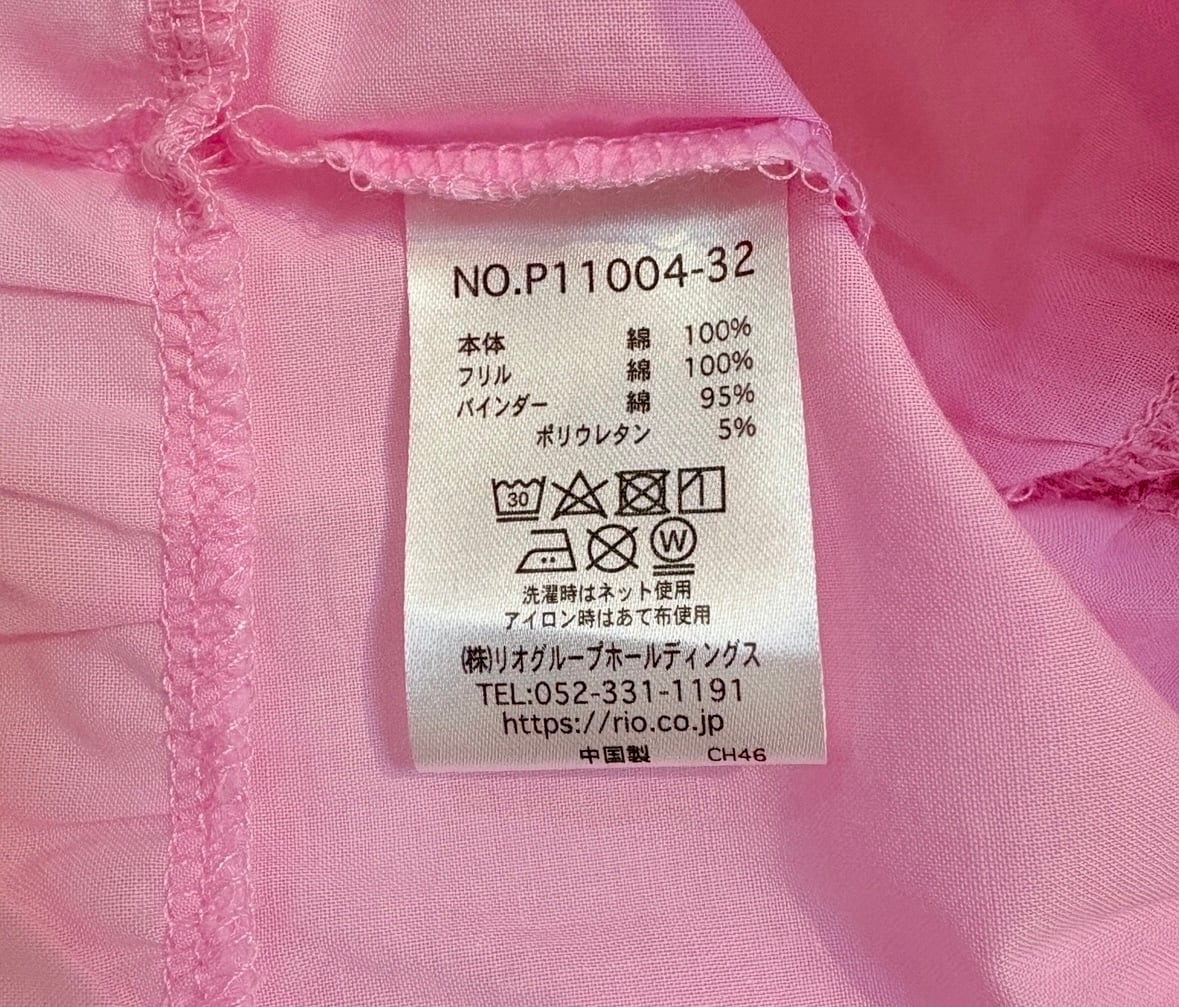 NO.P11004-32
本体 綿 100%
フリル 綿 100%
バインダー 綿 95%
ポリウレタン 5%
30
W
洗濯時はネット使用
アイロン時はあて布使用
(株)リオグループホールディングス
TEL:052-331-1191
https://rio.co.jp
中国製 CH46